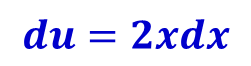 du = 2xdx